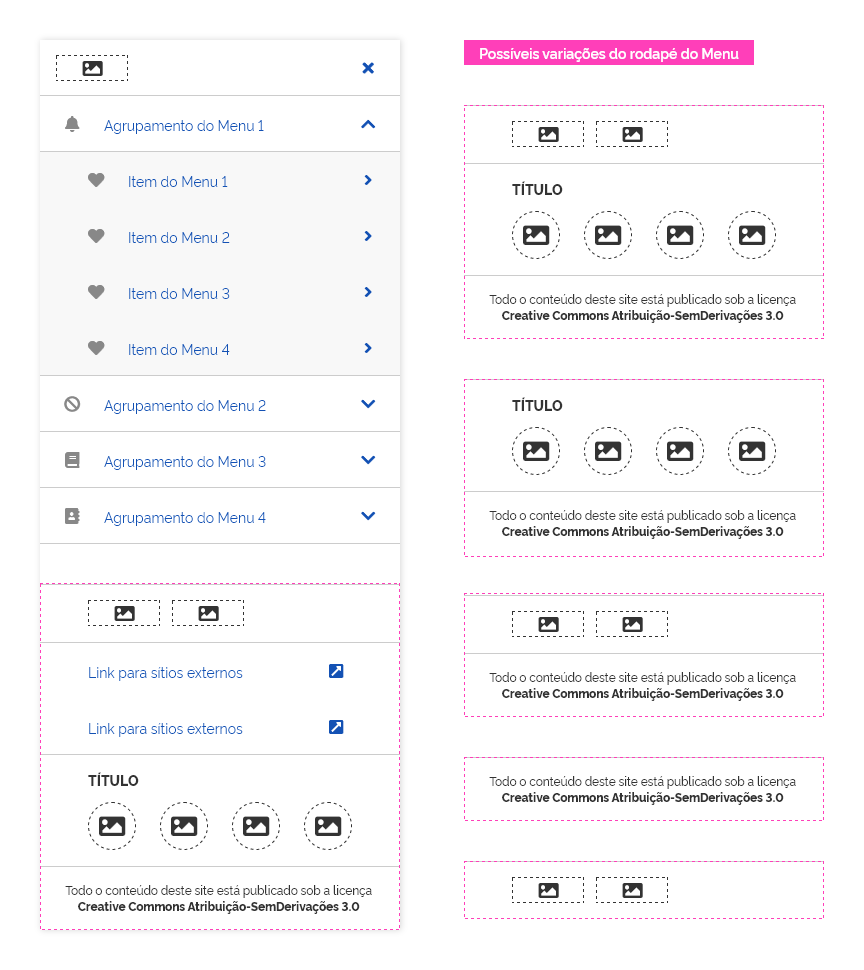 Agrupamento do Menu 1
Item do Menu 1
Item do Menu 2
Item do Menu 3
Item do Menu 4
Agrupamento do Menu 2
Agrupamento do Menu 3
Agrupamento do Menu 4
Link para sítios externos
Link para sítios externos
TÍTULO
Todo o conteúdo deste site está publicado sob a licença
Creative Commons Atribuição-SemDerivações 3.0
Possíveis variações do rodapé do Menu
TÍTULO
Todo o conteúdo deste site está publicado sob a licença
Creative Commons Atribuição-SemDerivações 3.0
TÍTULO
Todo o conteúdo deste site está publicado sob a licença
Creative Commons Atribuição-SemDerivações 3.0
Todo o conteúdo deste site está publicado sob a licença
Creative Commons Atribuição-SemDerivações 3.0
Todo o conteúdo deste site está publicado sob a licença
Creative Commons Atribuição-SemDerivações 3.0